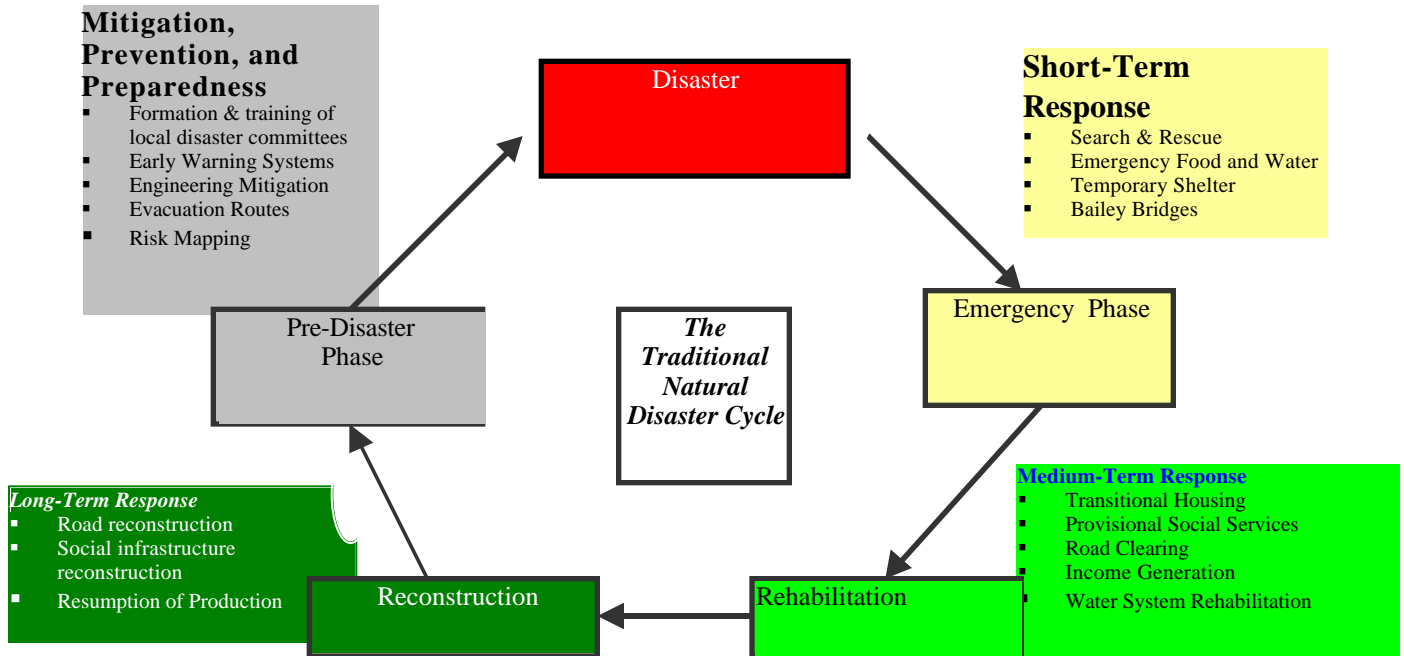 Mitigation,
Prevention, and
Preparedness
▪ Formation & training of
local disaster committees
▪ Early Warning Systems
▪ Engineering Mitigation
▪ Evacuation Routes
▪ Risk Mapping
Disaster
Short-Term
Response
▪ Search & Rescue
▪ Emergency Food and Water
▪ Temporary Shelter
▪ Bailey Bridges
Pre-Disaster
Phase
The
Traditional
Natural
Disaster Cycle
Emergency Phase
Long-Term Response
▪ Road reconstruction
▪ Social infrastructure
reconstruction
▪ Resumption of Production
Reconstruction
Rehabilitation
Medium-Term Response
▪ Transitional Housing
▪ Provisional Social Services
▪ Road Clearing
▪ Income Generation
▪ Water System Rehabilitation